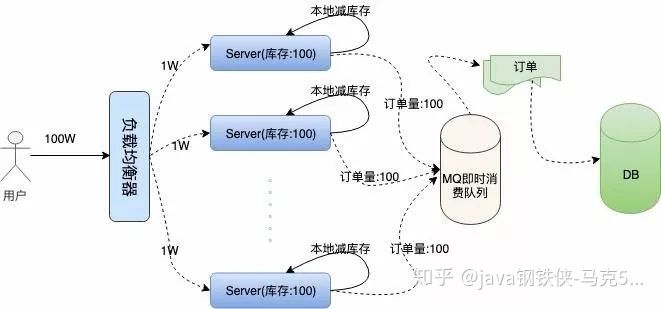 本地减库存
Server(库存:100)
1W
订单
本地减库存
订单量:100
Server(库存:100)
100W
负载均衡器
1W
用户
订单量:100
MQ即时消
费队列
DB
1W
本地减库存
订单量:100
Server(库存:100)
知乎 @java钢铁侠-马克5...